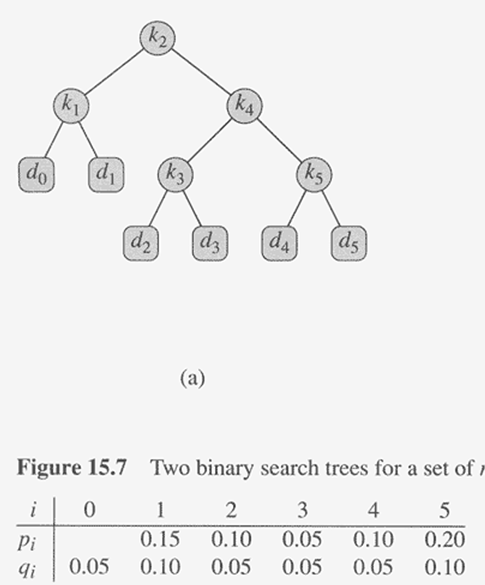 k2
k1 k4
d0 d1 k3 k5
d2 d3 d4 d5
(a)
Figure 15.7 Two binary search trees for a set of
i 0 1 2 3 4 5
pi 0.15 0.10 0.05 0.10 0.20
qi 0.05 0.10 0.05 0.05 0.05 0.10